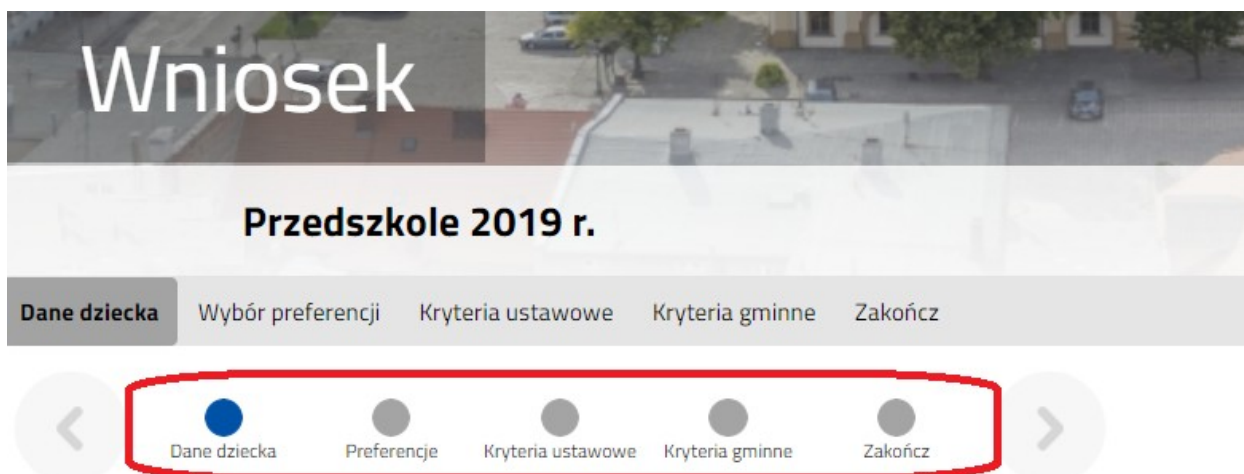 Wniosek
Przedszkole 2019 r.
Dane dziecka Wybór preferencji Kryteria ustawowe Kryteria gminne Zakończ
Dane dziecka Preferencje Kryteria ustawowe Kryteria gminne Zakończ